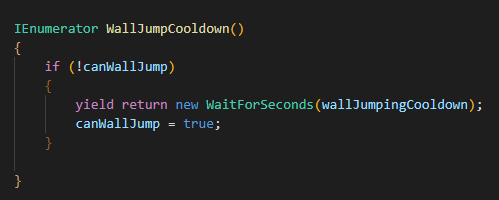 IEnumerator WallJumpCooldown()
{
    if (!canWallJump)
    {
        yield return new WaitForSeconds(wallJumpingCooldown);
        canWallJump = true;
    }

}